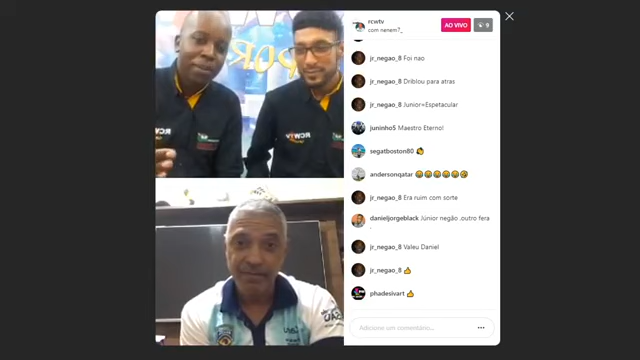 rcwtv
com nenem?_
AO VIVO
9
jr_negao_8 Foi nao
jr_negao_8 Driblou para atras
jr_negao_8 Junior=Espetacular
juninho5 Maestro Eterno!
segatboston80 👏
andersonqatar 😂😂😂😂😂🤣
jr_negao_8 Era ruim com sorte
danieljorgeblack Júnior negão .outro fera
.
jr_negao_8 Valeu Daniel
jr_negao_8 👍
phadesivart 👍
Adicione um comentário...
RCWTV